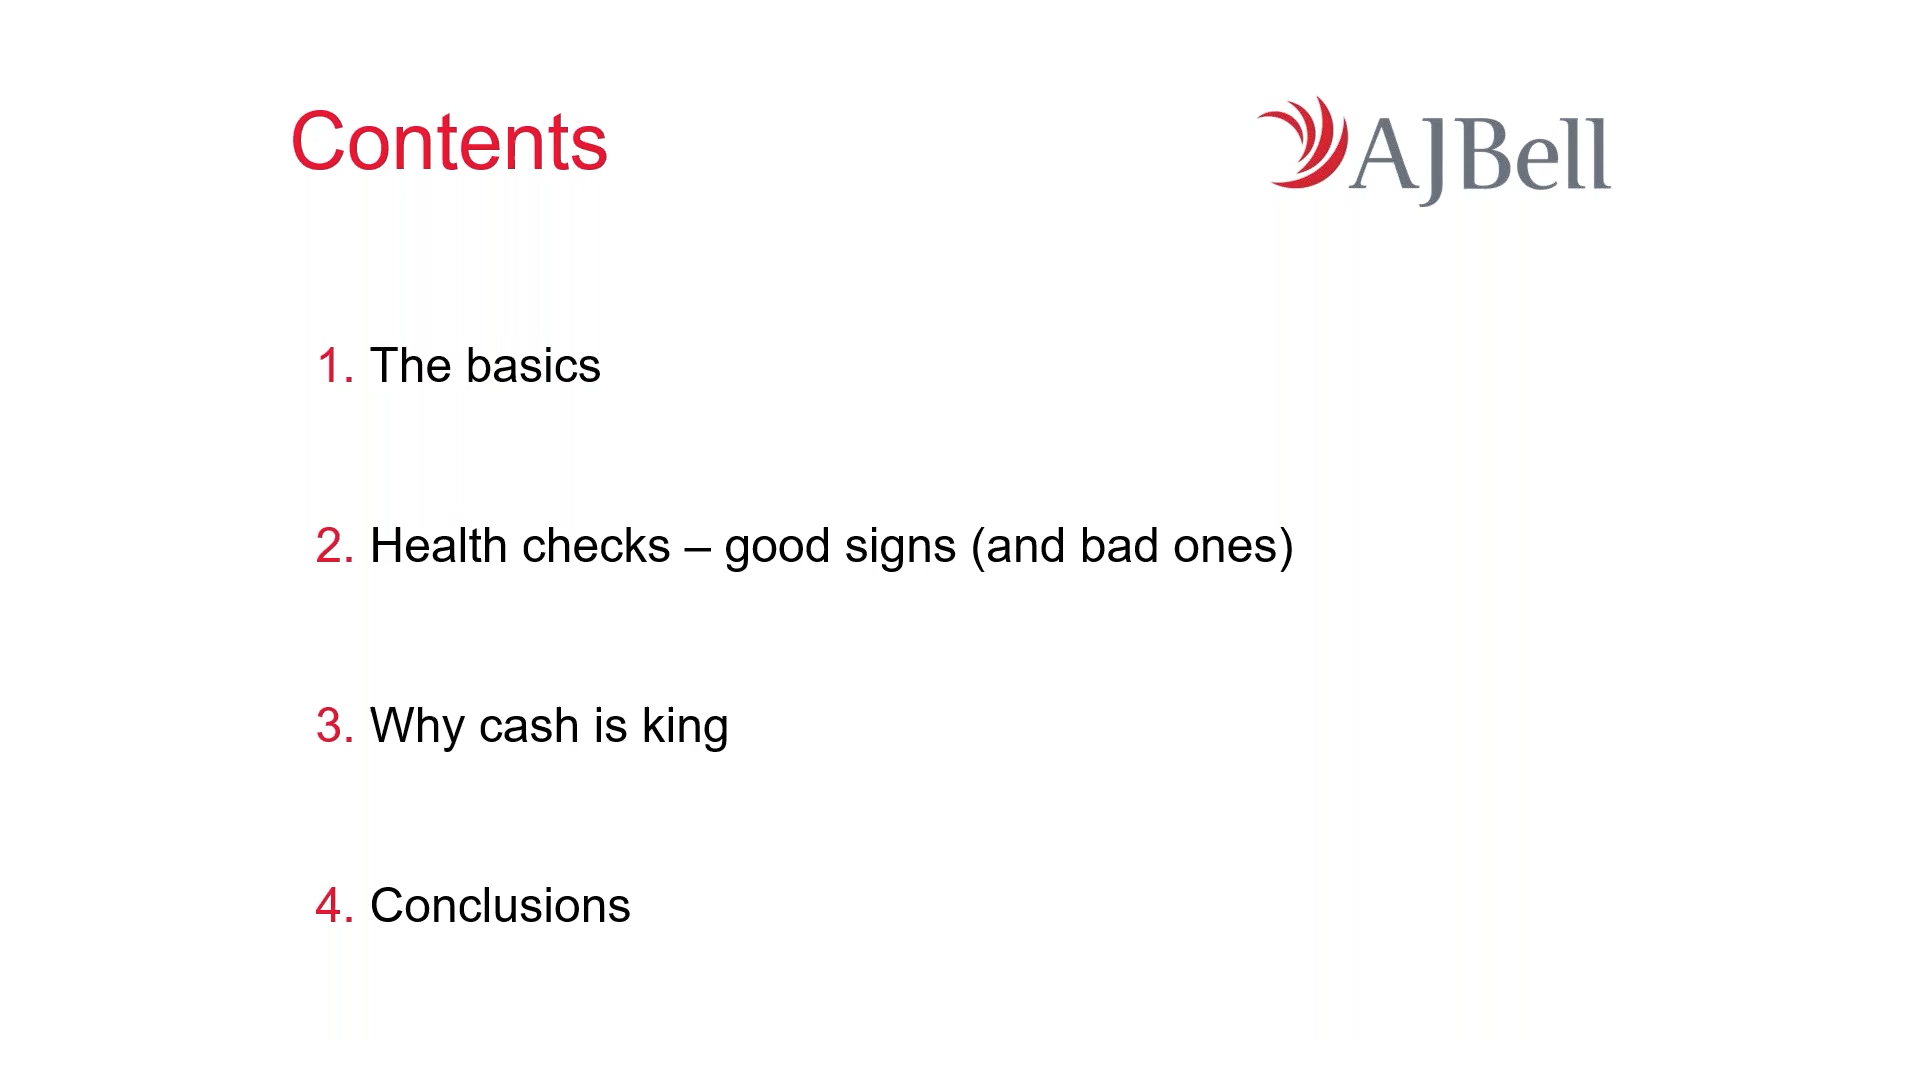 Contents
AJBell
1. The basics
2. Health checks – good signs (and bad ones)
3. Why cash is king
4. Conclusions